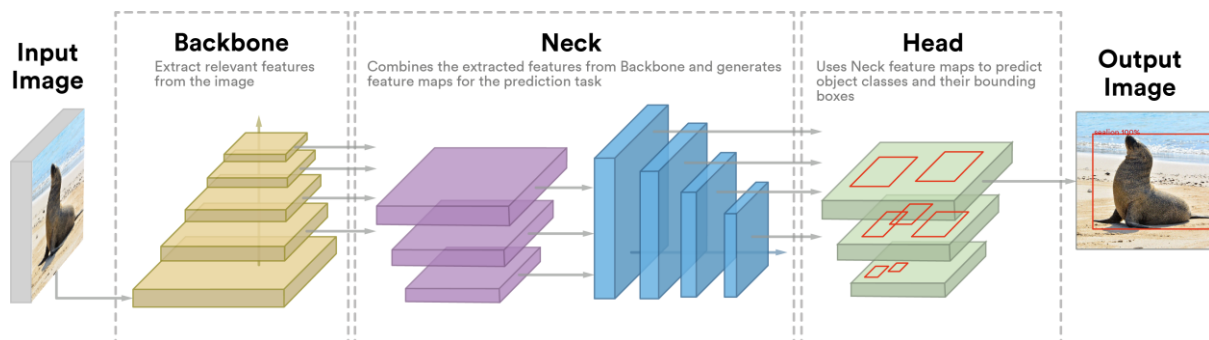 Input
Image
Backbone
Extract relevant features
from the image
Neck
Combines the extracted features from Backbone and generates
feature maps for the prediction task
Head
Uses Neck feature maps to predict
object classes and their bounding
boxes
Output
Image
sealion 100%